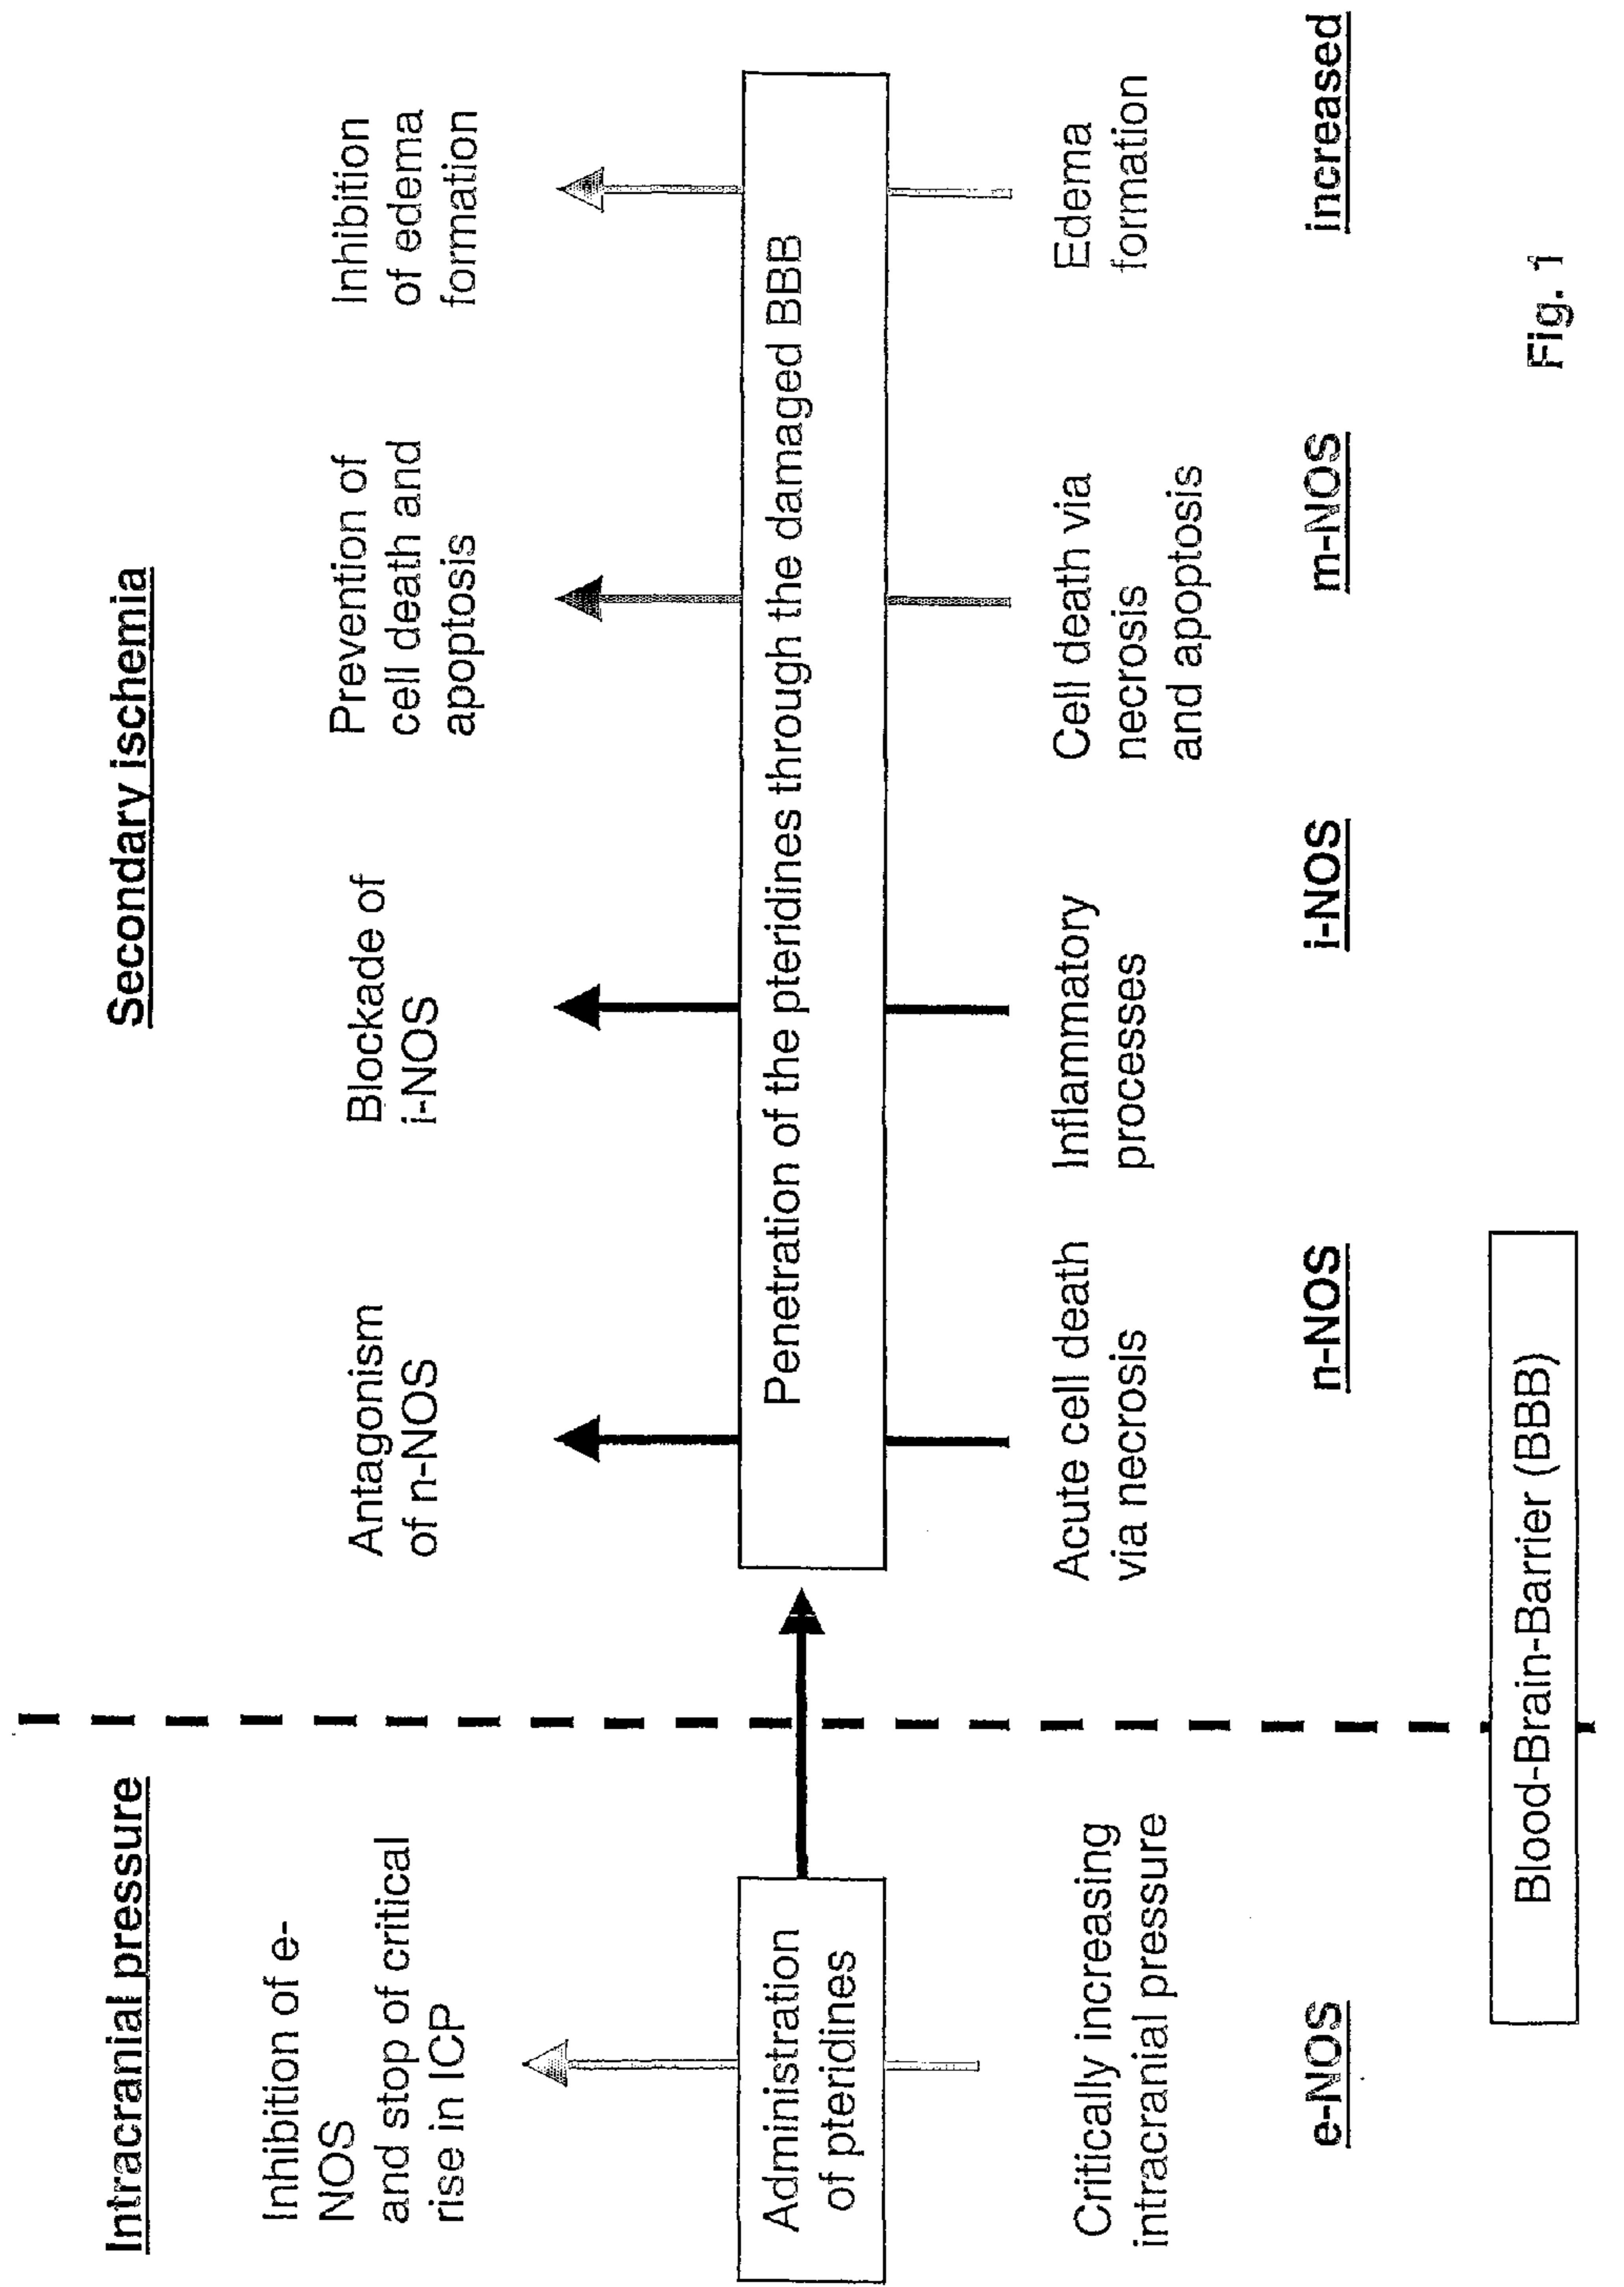 Intracranial pressure
Secondary ischemia
Inhibition of e-
NOS
and stop of critical
rise in ICP
Antagonism
of n-NOS
Blockade of
i-NOS
Prevention of
cell death and
apoptosis
Inhibition
of edema
formation
Administration
of pteridines
Penetration of the pteridines through the damaged BBB
Critically increasing
intracranial pressure
Acute cell death
via necrosis
Inflammatory
processes
Cell death via
necrosis
and apoptosis
Edema
formation
e-NOS
n-NOS
i-NOS
m-NOS
increased
Blood-Brain-Barrier (BBB)
Fig. 1